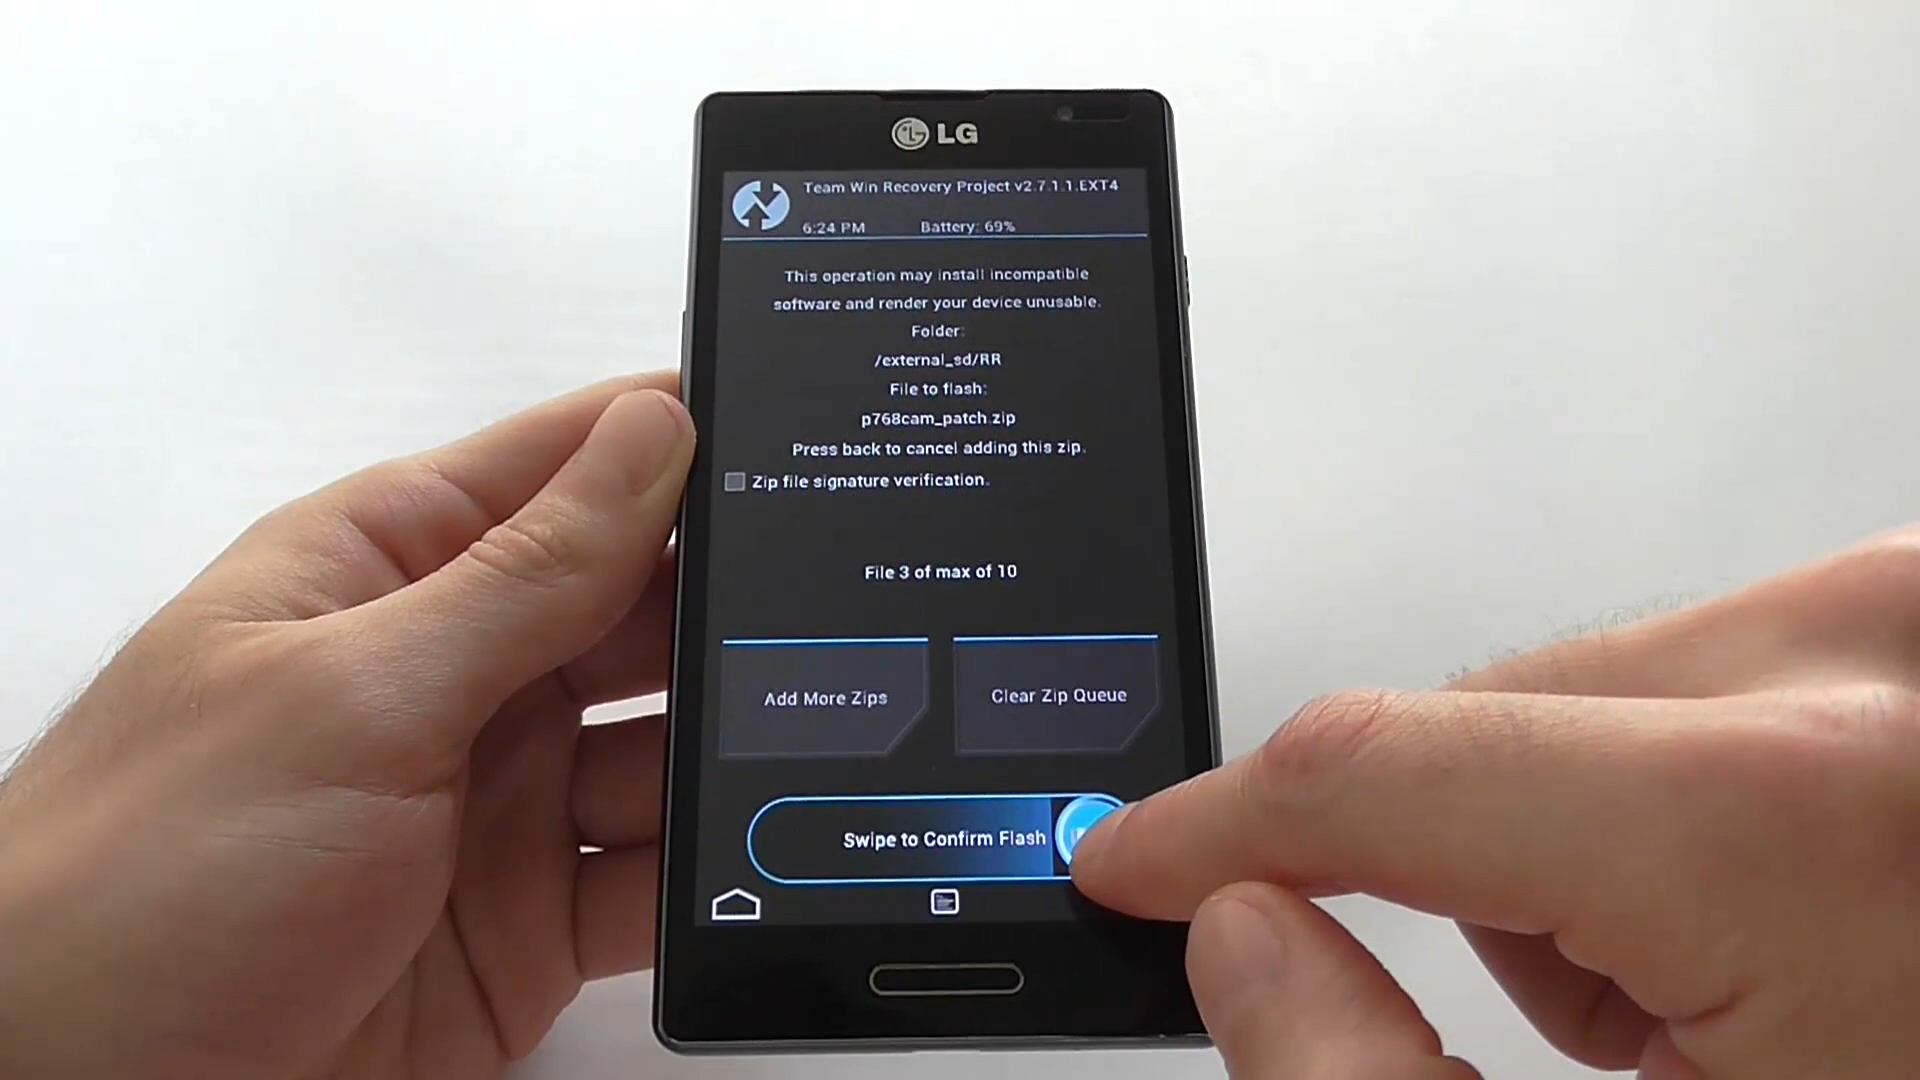 LG
Team Win Recovery Project v2.7.1.1.EXT4
6:24 PM Battery: 69%
This operation may install incompatible
software and render your device unusable.
Folder:
/external_sd/RR
File to flash:
p768cam_patch.zip
Press back to cancel adding this zip.
Zip file signature verification.
File 3 of max of 10
Add More Zips
Clear Zip Queue
Swipe to Confirm Flash